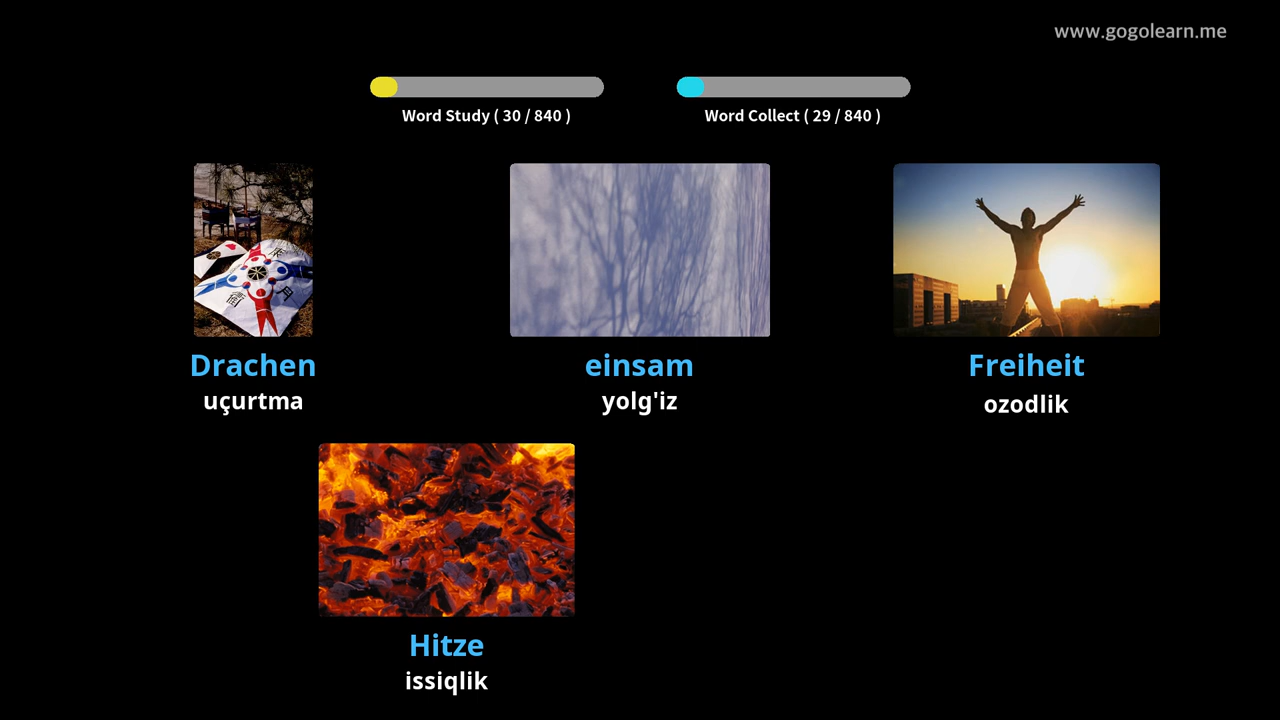 www.gogolearn.me
Word Study ( 30 / 840 )
Word Collect ( 29 / 840 )
Drachen
uçurtma
einsam
yolg'iz
Freiheit
ozodlik
Hitze
issiqlik